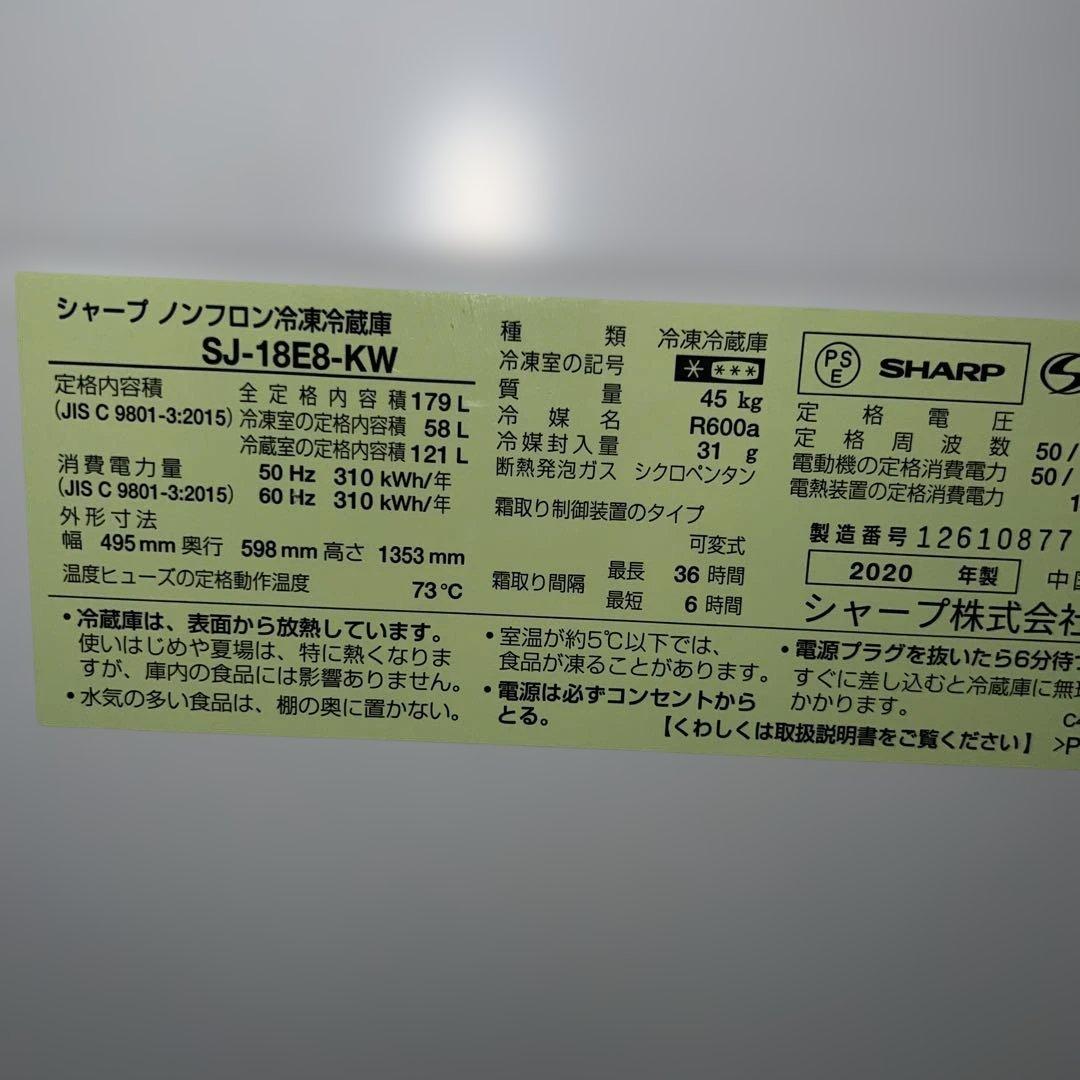 シャープ ノンフロン冷凍冷蔵庫
SJ-18E8-KW
定格内容積
(JIS C 9801-3:2015)
全定格内容積 179 L
冷凍室の定格内容積 58 L
冷蔵室の定格内容積 121 L
消費電力量
(JIS C 9801-3:2015)
50 Hz 310 kWh/年
60 Hz 310 kWh/年
外形寸法
幅 495 mm 奥行 598 mm 高さ 1353 mm
温度ヒューズの定格動作温度 73 ℃
種類 冷凍冷蔵庫
冷凍室の記号 * ***
質量 45 kg
冷媒名 R600a
冷媒封入量 31 g
断熱発泡ガス シクロペンタン
霜取り制御装置のタイプ
可変式
霜取り間隔
最長 36 時間
最短 6 時間
PS
E
SHARP
定格電圧
定格周波数 50/
電動機の定格消費電力 50/
電熱装置の定格消費電力 1
製造番号 12610877
2020 年製
中
シャープ株式会社
・冷蔵庫は、表面から放熱しています。
使いはじめや夏場は、特に熱くなりま
すが、庫内の食品には影響ありません。
・水気の多い食品は、棚の奥に置かない。
・室温が約5℃以下では、
食品が凍ることがあります。
・電源は必ずコンセントから
とる。
・電源プラグを抜いたら6分待
すぐに差し込むと冷蔵庫に無
かかります。
【くわしくは取扱説明書をご覧ください】
>P